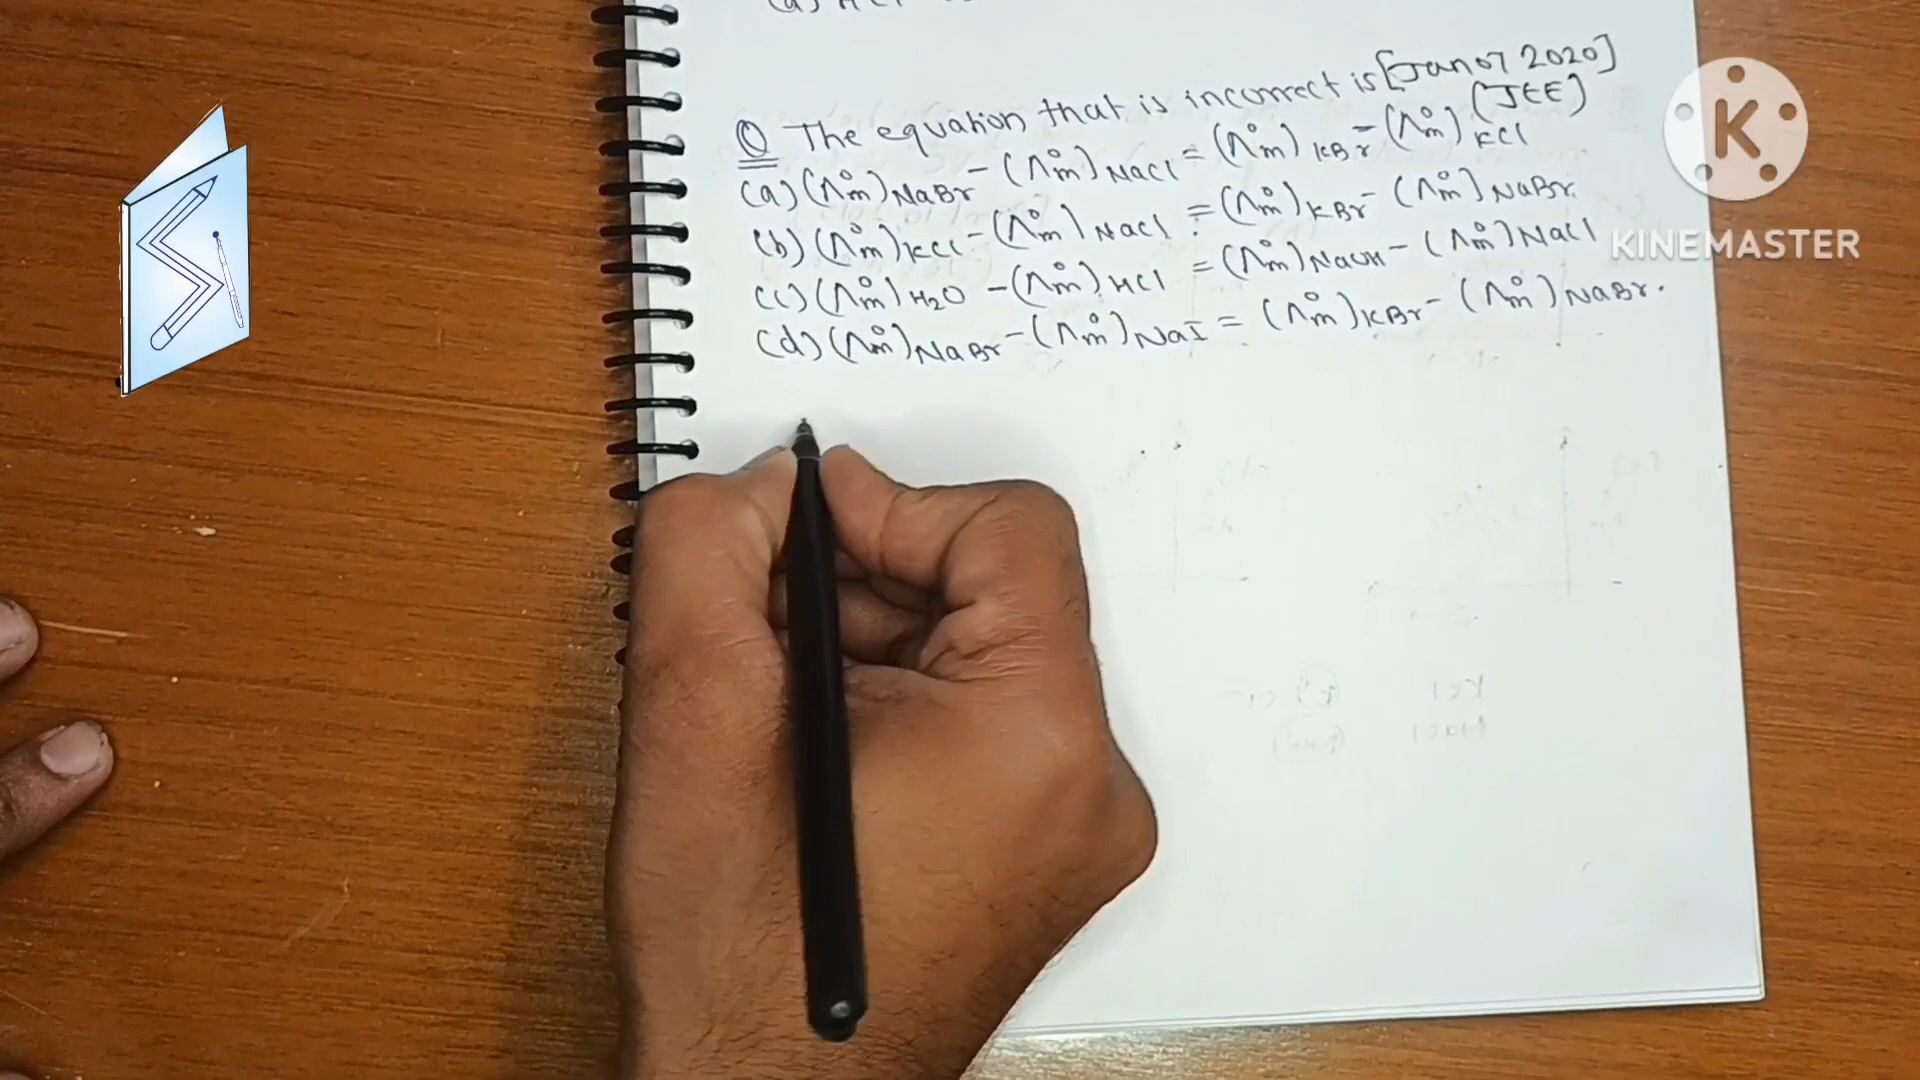 Q The equation that is incorrect is [Jan 07 2020]
(JEE)
(a) (Λ°m)NaBr - (Λ°m)NaCl = (Λ°m)KBr - (Λ°m)KCl
(b) (Λ°m)KCl - (Λ°m)NaCl = (Λ°m)KBr - (Λ°m)NaBr.
(c) (Λ°m)H2O - (Λ°m)HCl = (Λ°m)NaOH - (Λ°m)NaCl
(d) (Λ°m)NaBr - (Λ°m)NaI = (Λ°m)KBr - (Λ°m)NaBr.
K
KINEMASTER